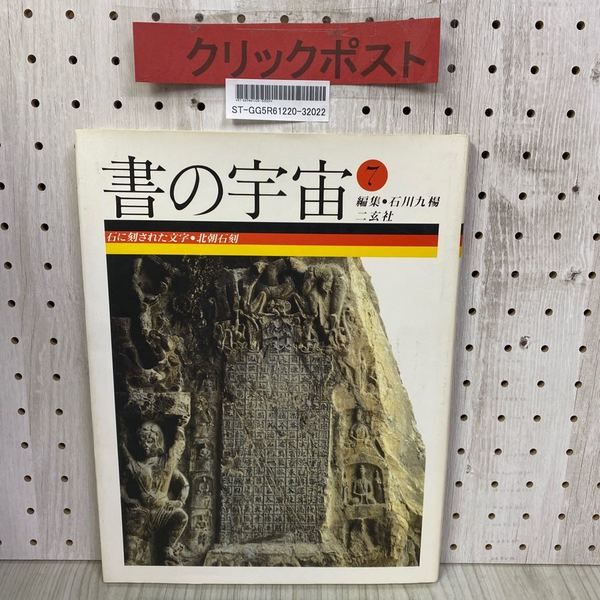 クリックポスト
ST-GG5R61220-32022
書の宇宙
7
編集●石川九楊
二玄社
石に刻された文字●北朝石刻